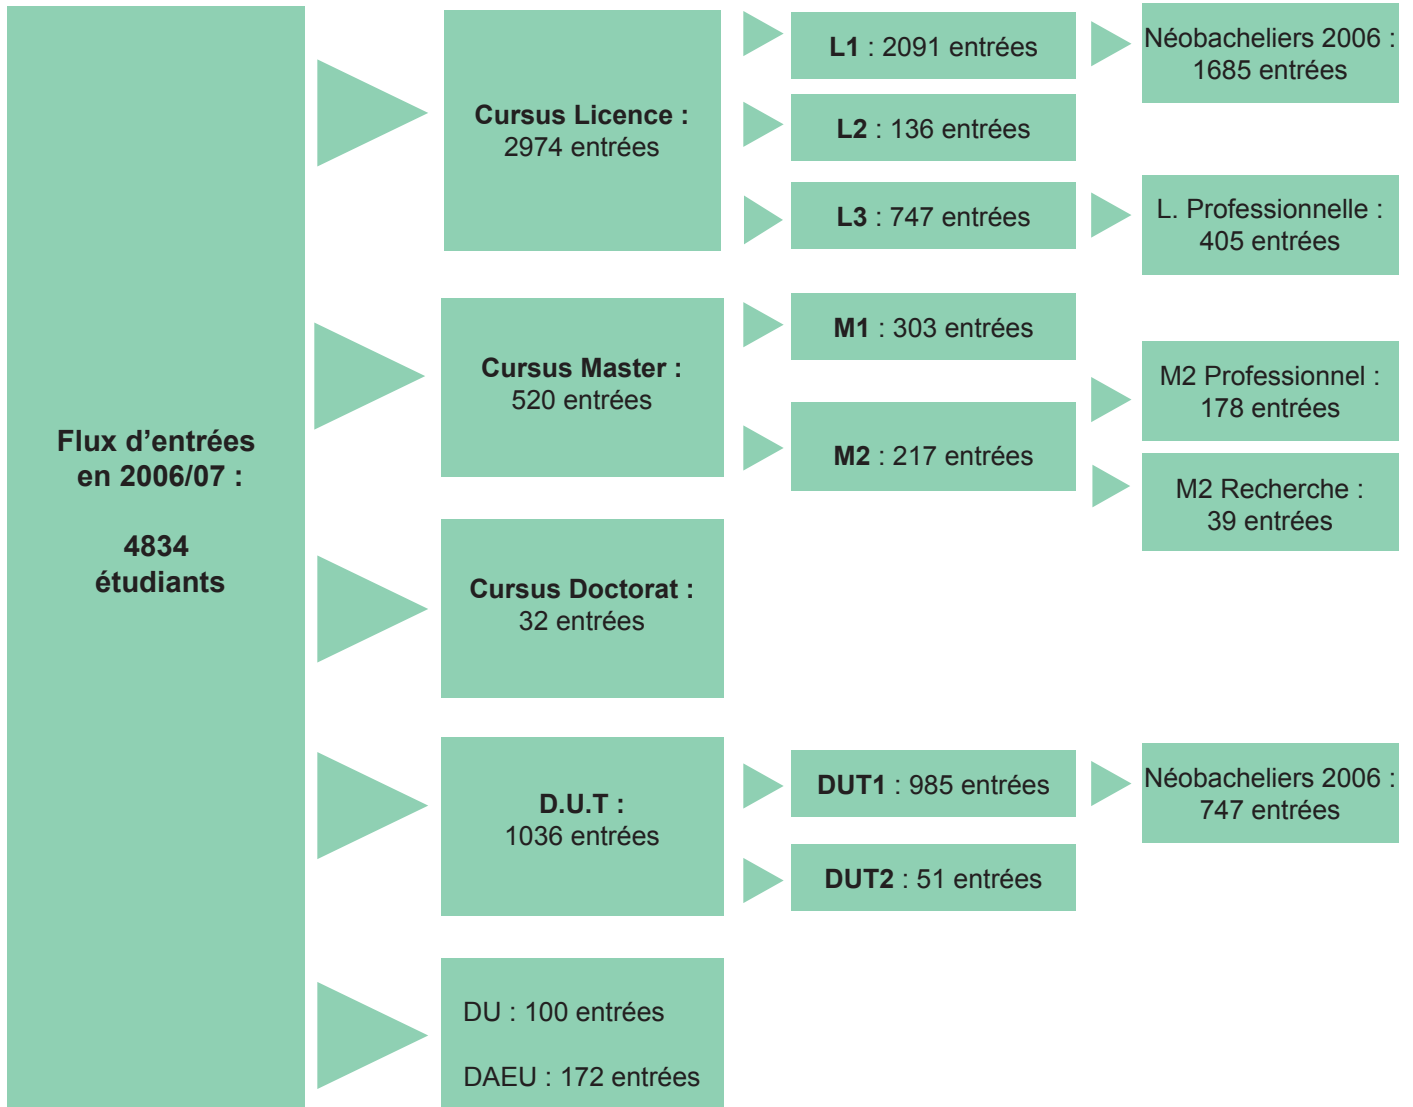 Flux d’entrées
en 2006/07 :
4834
étudiants
Cursus Licence :
2974 entrées
L1 : 2091 entrées
Néobacheliers 2006 :
1685 entrées
L2 : 136 entrées
L3 : 747 entrées
L. Professionnelle :
405 entrées
Cursus Master :
520 entrées
M1 : 303 entrées
M2 : 217 entrées
M2 Professionnel :
178 entrées
M2 Recherche :
39 entrées
Cursus Doctorat :
32 entrées
D.U.T :
1036 entrées
DUT1 : 985 entrées
Néobacheliers 2006 :
747 entrées
DUT2 : 51 entrées
DU : 100 entrées
DAEU : 172 entrées